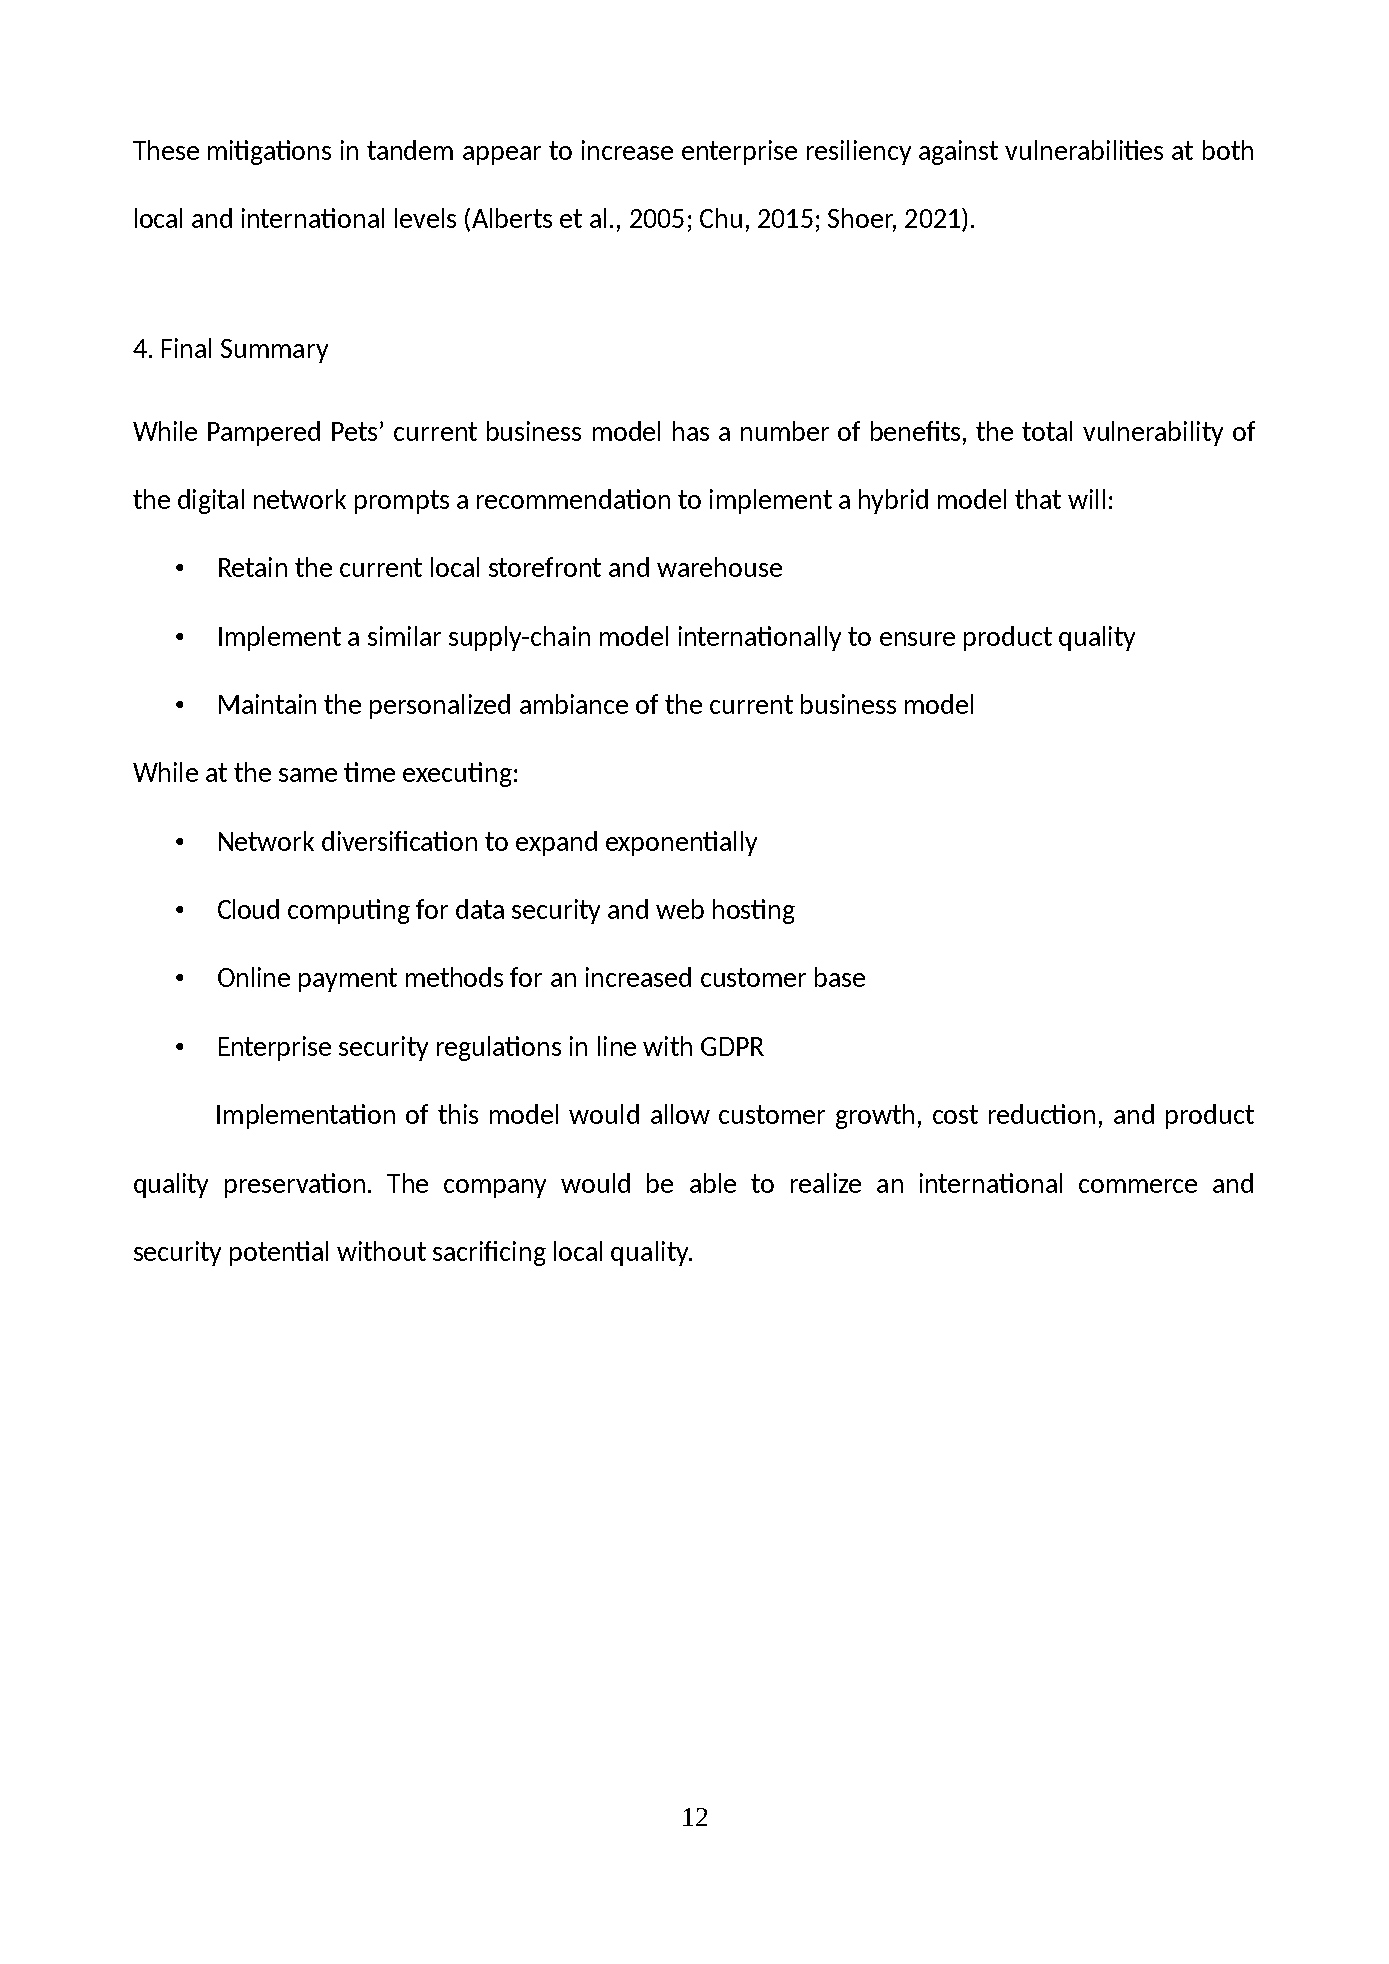 These mitigations in tandem appear to increase enterprise resiliency against vulnerabilities at both
local and international levels (Alberts et al., 2005; Chu, 2015; Shoer, 2021).
4. Final Summary
While Pampered Pets’ current business model has a number of benefits, the total vulnerability of
the digital network prompts a recommendation to implement a hybrid model that will:
• Retain the current local storefront and warehouse
• Implement a similar supply-chain model internationally to ensure product quality
• Maintain the personalized ambiance of the current business model
While at the same time executing:
• Network diversification to expand exponentially
• Cloud computing for data security and web hosting
• Online payment methods for an increased customer base
• Enterprise security regulations in line with GDPR
Implementation of this model would allow customer growth, cost reduction, and product
quality preservation. The company would be able to realize an international commerce and
security potential without sacrificing local quality.
12